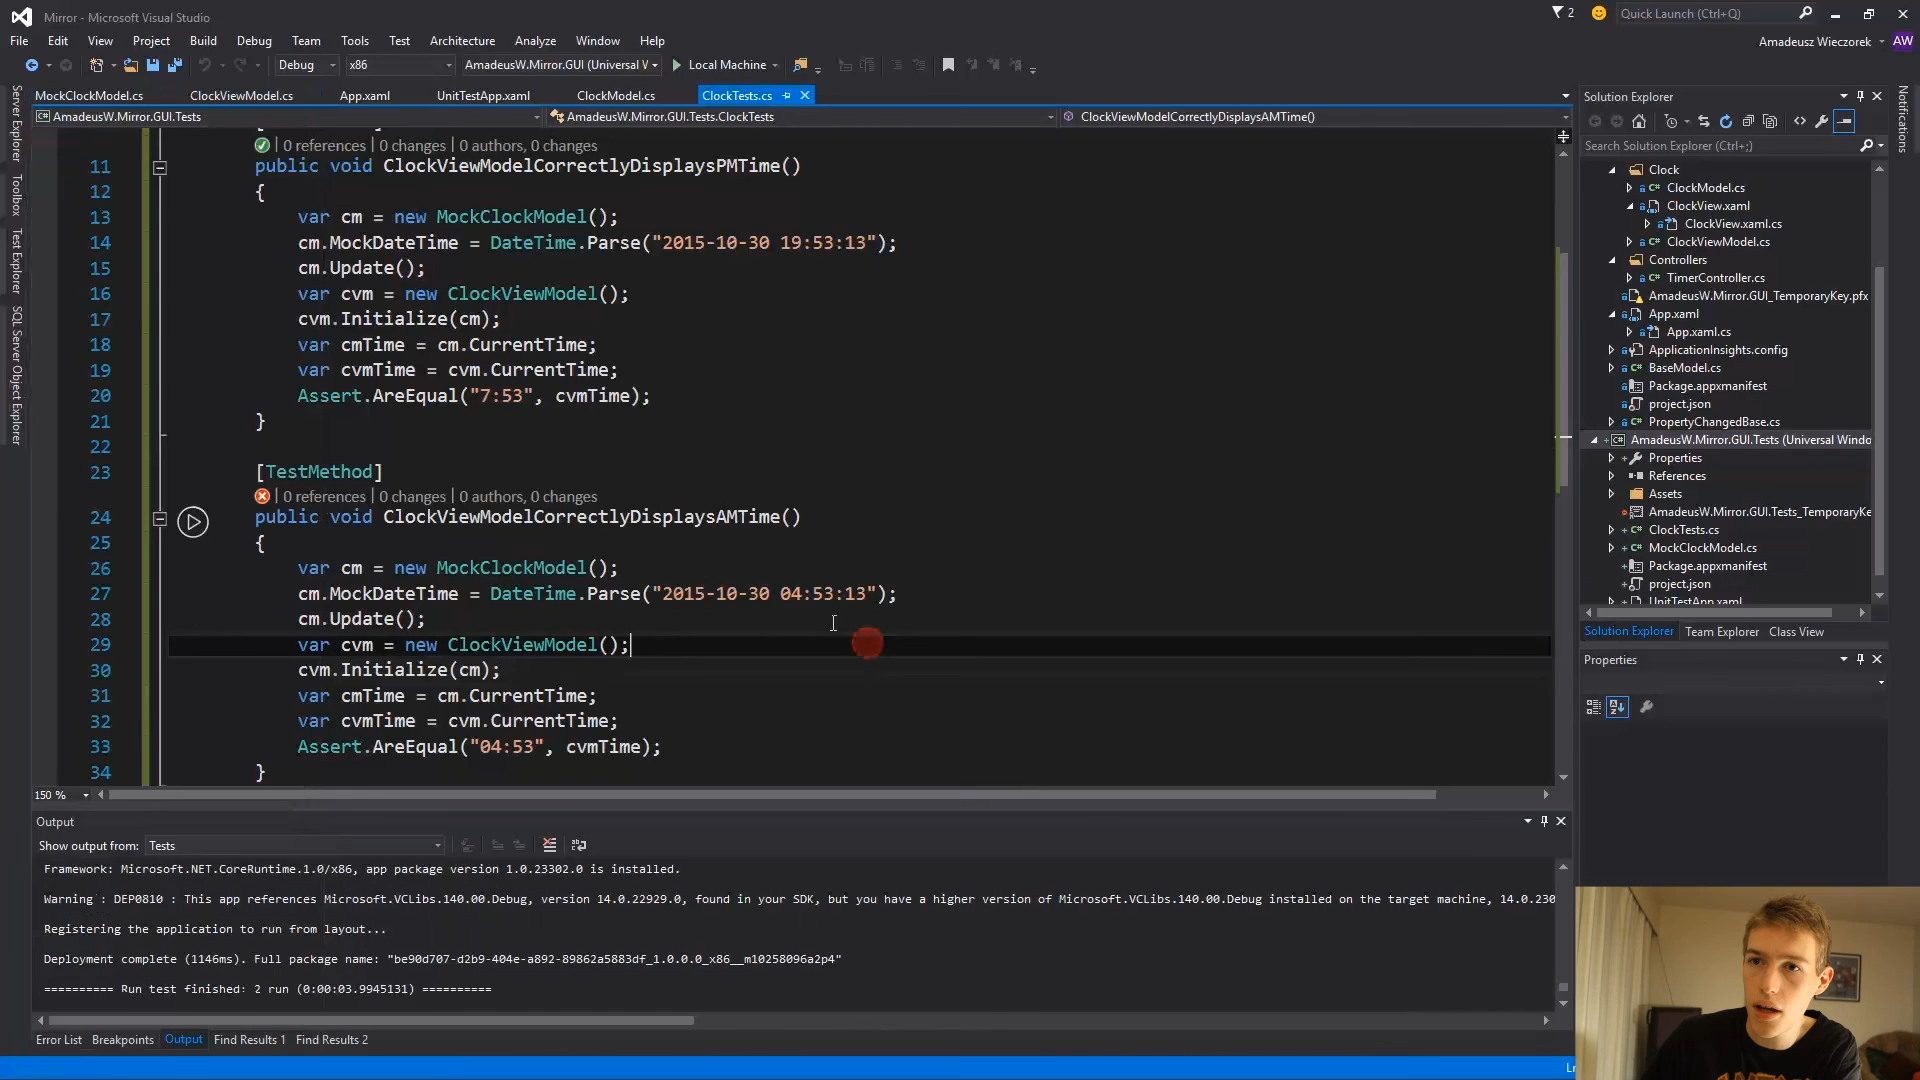 Mirror - Microsoft Visual Studio
2
Quick Launch (Ctrl+Q)
File Edit View Project Build Debug Team Tools Test Architecture Analyze Window Help
Amadeusz Wieczorek AW
Debug x86 AmadeusW.Mirror.GUI (Universal Local Machine
MockClockModel.cs ClockViewModel.cs App.xaml UnitTestApp.xaml ClockModel.cs ClockTests.cs
AmadeusW.Mirror.GUI.Tests AmadeusW.Mirror.GUI.Tests.ClockTests ClockViewModelCorrectlyDisplaysAMTime()
Server Explorer
Toolbox
Test Explorer
SQL Server Object Explorer
0 references | 0 changes | 0 authors, 0 changes
11 public void ClockViewModelCorrectlyDisplaysPMTime()
12 {
13 var cm = new MockClockModel();
14 cm.MockDateTime = DateTime.Parse("2015-10-30 19:53:13");
15 cm.Update();
16 var cvm = new ClockViewModel();
17 cvm.Initialize(cm);
18 var cmTime = cm.CurrentTime;
19 var cvmTime = cvm.CurrentTime;
20 Assert.AreEqual("7:53", cvmTime);
21 }
22
23 [TestMethod]
0 references | 0 changes | 0 authors, 0 changes
24 public void ClockViewModelCorrectlyDisplaysAMTime()
25 {
26 var cm = new MockClockModel();
27 cm.MockDateTime = DateTime.Parse("2015-10-30 04:53:13");
28 cm.Update();
29 var cvm = new ClockViewModel();
30 cvm.Initialize(cm);
31 var cmTime = cm.CurrentTime;
32 var cvmTime = cvm.CurrentTime;
33 Assert.AreEqual("04:53", cvmTime);
34 }
150 %
Output
Show output from: Tests
Framework: Microsoft.NET.CoreRuntime.1.0/x86, app package version 1.0.23302.0 is installed.
Warning : DEP0810 : This app references Microsoft.VCLibs.140.00.Debug, version 14.0.22929.0, found in your SDK, but you have a higher version of Microsoft.VCLibs.140.00.Debug installed on the target machine, 14.0.230
Registering the application to run from layout...
Deployment complete (1146ms). Full package name: "be90d707-d2b9-404e-a892-89862a5883df_1.0.0.0_x86__m10258096a2p4"
========== Run test finished: 2 run (0:00:03.9945131) ==========
Error List Breakpoints Output Find Results 1 Find Results 2
Solution Explorer
Search Solution Explorer (Ctrl+;)
Clock
C# ClockModel.cs
ClockView.xaml
ClockView.xaml.cs
C# ClockViewModel.cs
Controllers
C# TimerController.cs
AmadeusW.Mirror.GUI_TemporaryKey.pfx
App.xaml
App.xaml.cs
ApplicationInsights.config
C# BaseModel.cs
Package.appxmanifest
project.json
C# PropertyChangedBase.cs
AmadeusW.Mirror.GUI.Tests (Universal Windo
Properties
References
Assets
AmadeusW.Mirror.GUI.Tests_TemporaryKe
C# ClockTests.cs
C# MockClockModel.cs
Package.appxmanifest
project.json
UnitTestApp.xaml
Solution Explorer Team Explorer Class View
Properties
Notifications
Ln